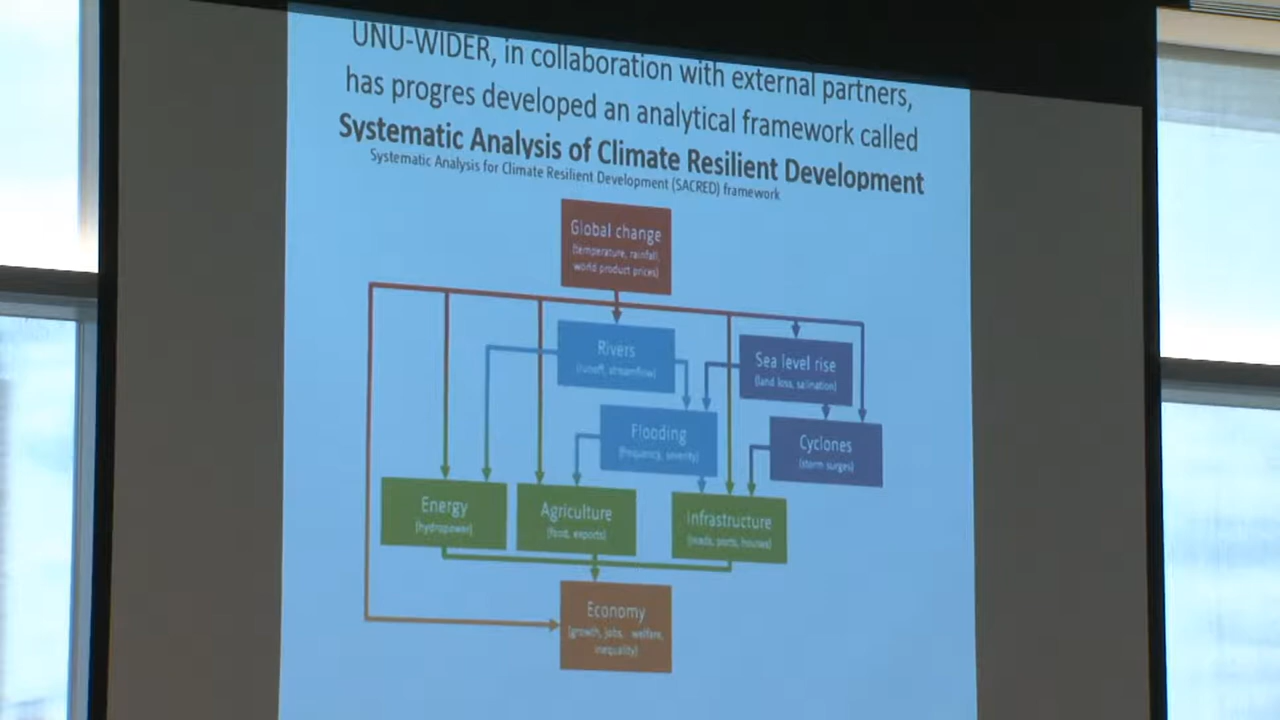 UNU-WIDER, in collaboration with external partners,
has progres developed an analytical framework called
Systematic Analysis of Climate Resilient Development
Systematic Analysis for Climate Resilient Development (SACRED) framework
Global change
(temperature, rainfall,
world product prices)
Rivers
(runoff, streamflow)
Sea level rise
(land loss, salination)
Flooding
(frequency, severity)
Cyclones
(storm surges)
Energy
(hydropower)
Agriculture
(food, exports)
Infrastructure
(roads, ports, houses)
Economy
(growth, jobs, welfare,
inequality)